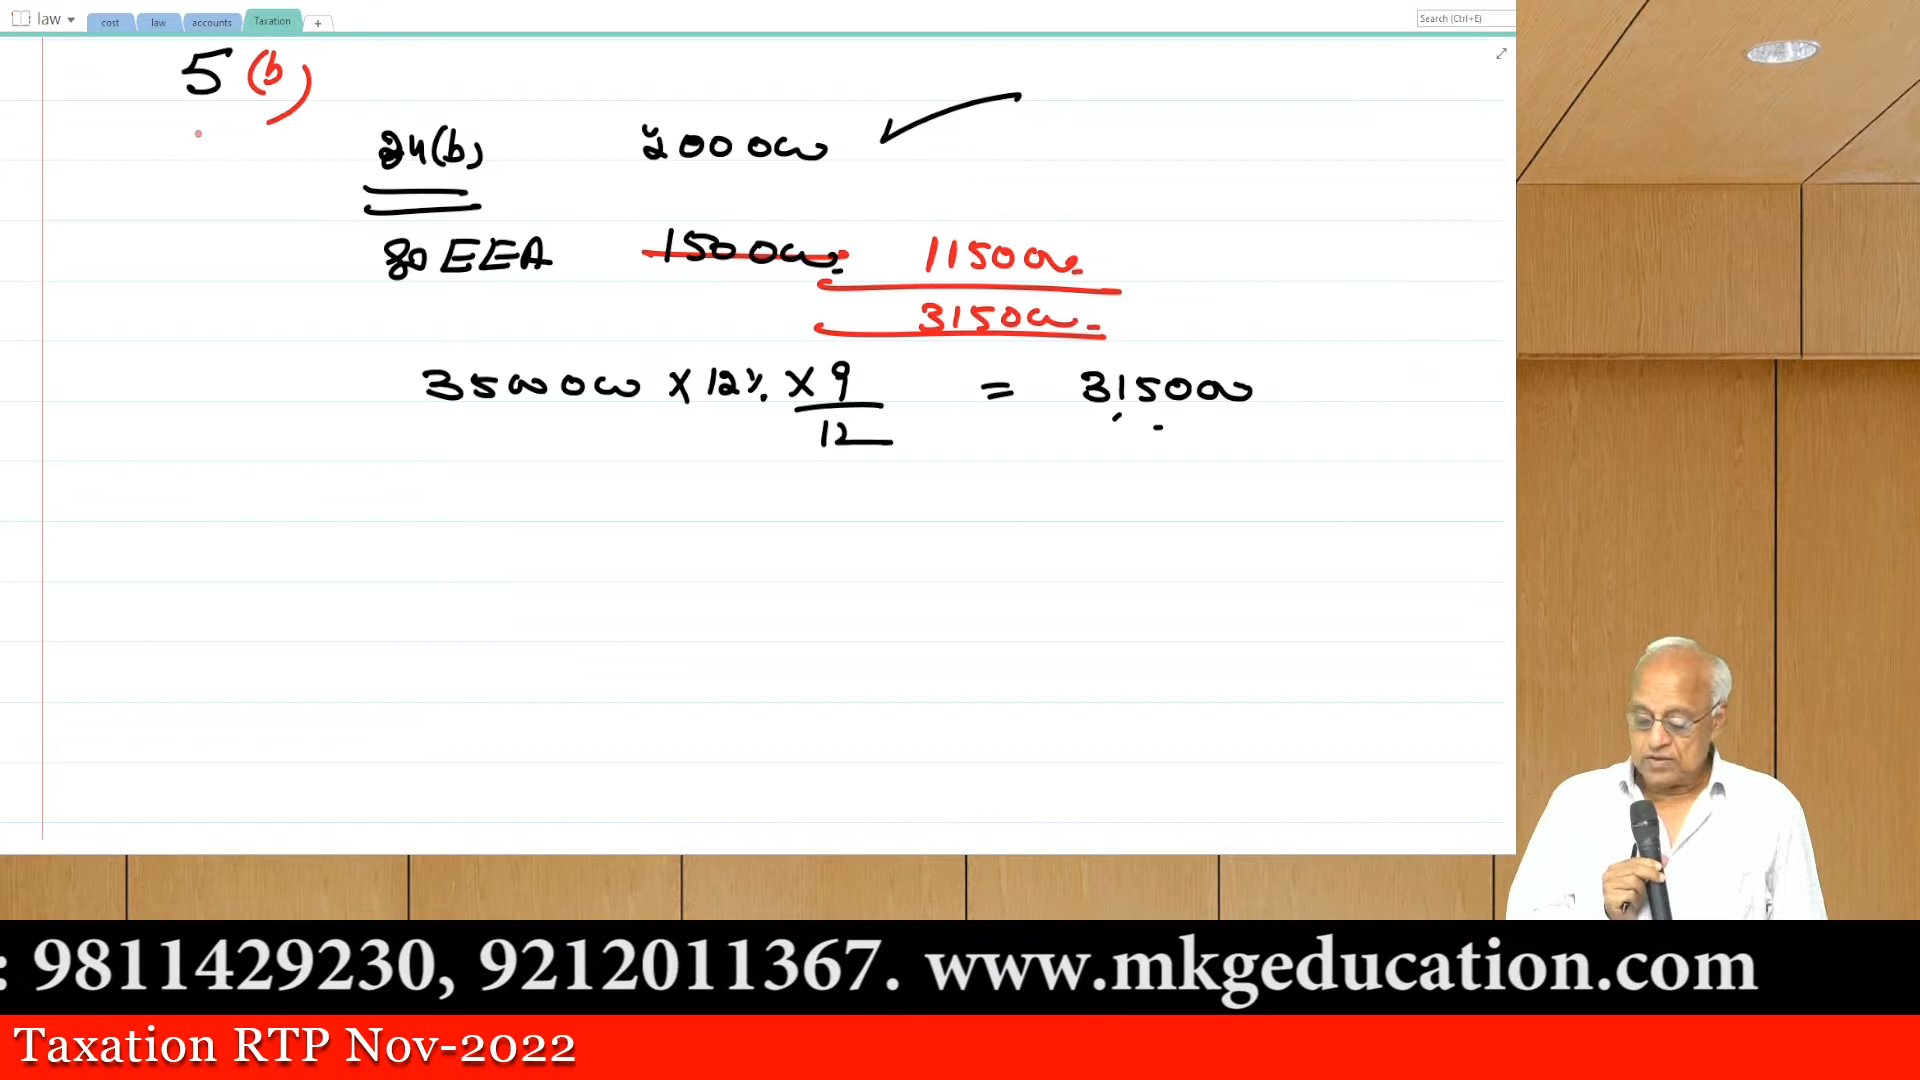 law
cost
law
accounts
Taxation
+
Search (Ctrl+E)
5 (b)
24(b) 200000
80EEA 150000 115000
315000
3500000 X 12% X 9/12 = 315000
: 9811429230, 9212011367. www.mkgeducation.com
Taxation RTP Nov-2022